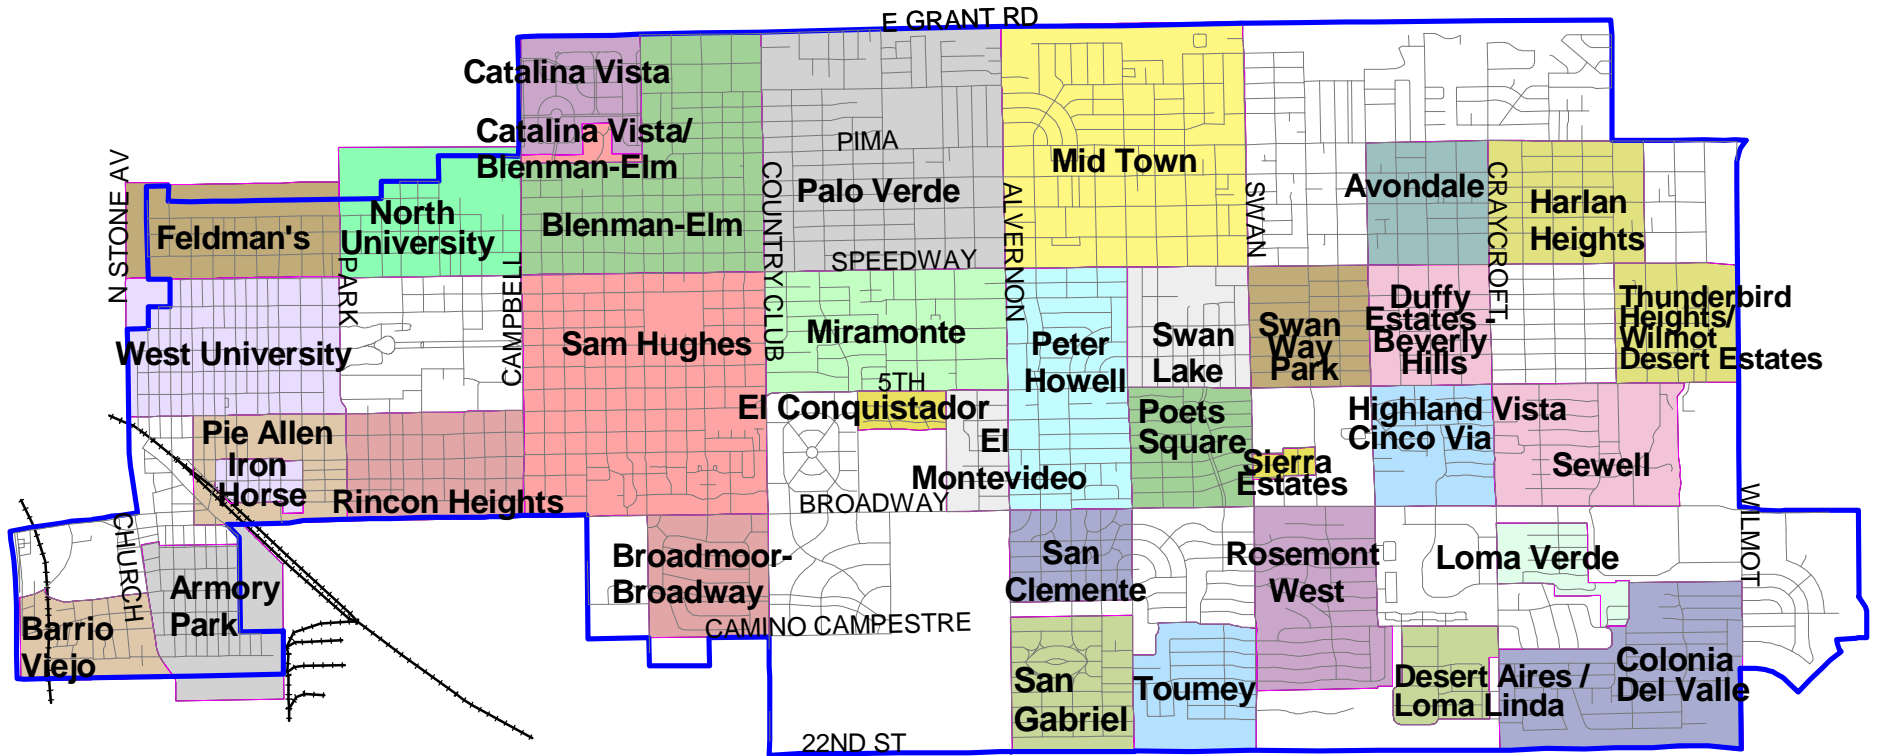 E GRANT RD
Catalina Vista
Catalina Vista/
Blenman-Elm
PIMA
Mid Town
N STONE AV
COUNTRY CLUB
Palo Verde
ALVERNON
SWAN
Avondale
CRAYCROFT
Harlan
Heights
Feldman's
North
University
Blenman-Elm
SPEEDWAY
PARK
CAMPBELL
West University
Sam Hughes
Miramonte
5TH
Peter
Howell
Swan
Lake
Swan
Way
Park
Duffy
Estates -
Beverly
Hills
Thunderbird
Heights/
Wilmot
Desert Estates
El Conquistador
El
Montevideo
Poets
Square
Highland Vista
Cinco Via
Sierra
Estates
Sewell
Pie Allen
Iron
Horse
Rincon Heights
BROADWAY
WILMOT
CHURCH
Armory
Park
Barrio
Viejo
Broadmoor-
Broadway
CAMINO CAMPESTRE
San
Clemente
Rosemont
West
Loma Verde
San
Gabriel
Toumey
Desert Aires /
Loma Linda
Colonia
Del Valle
22ND ST